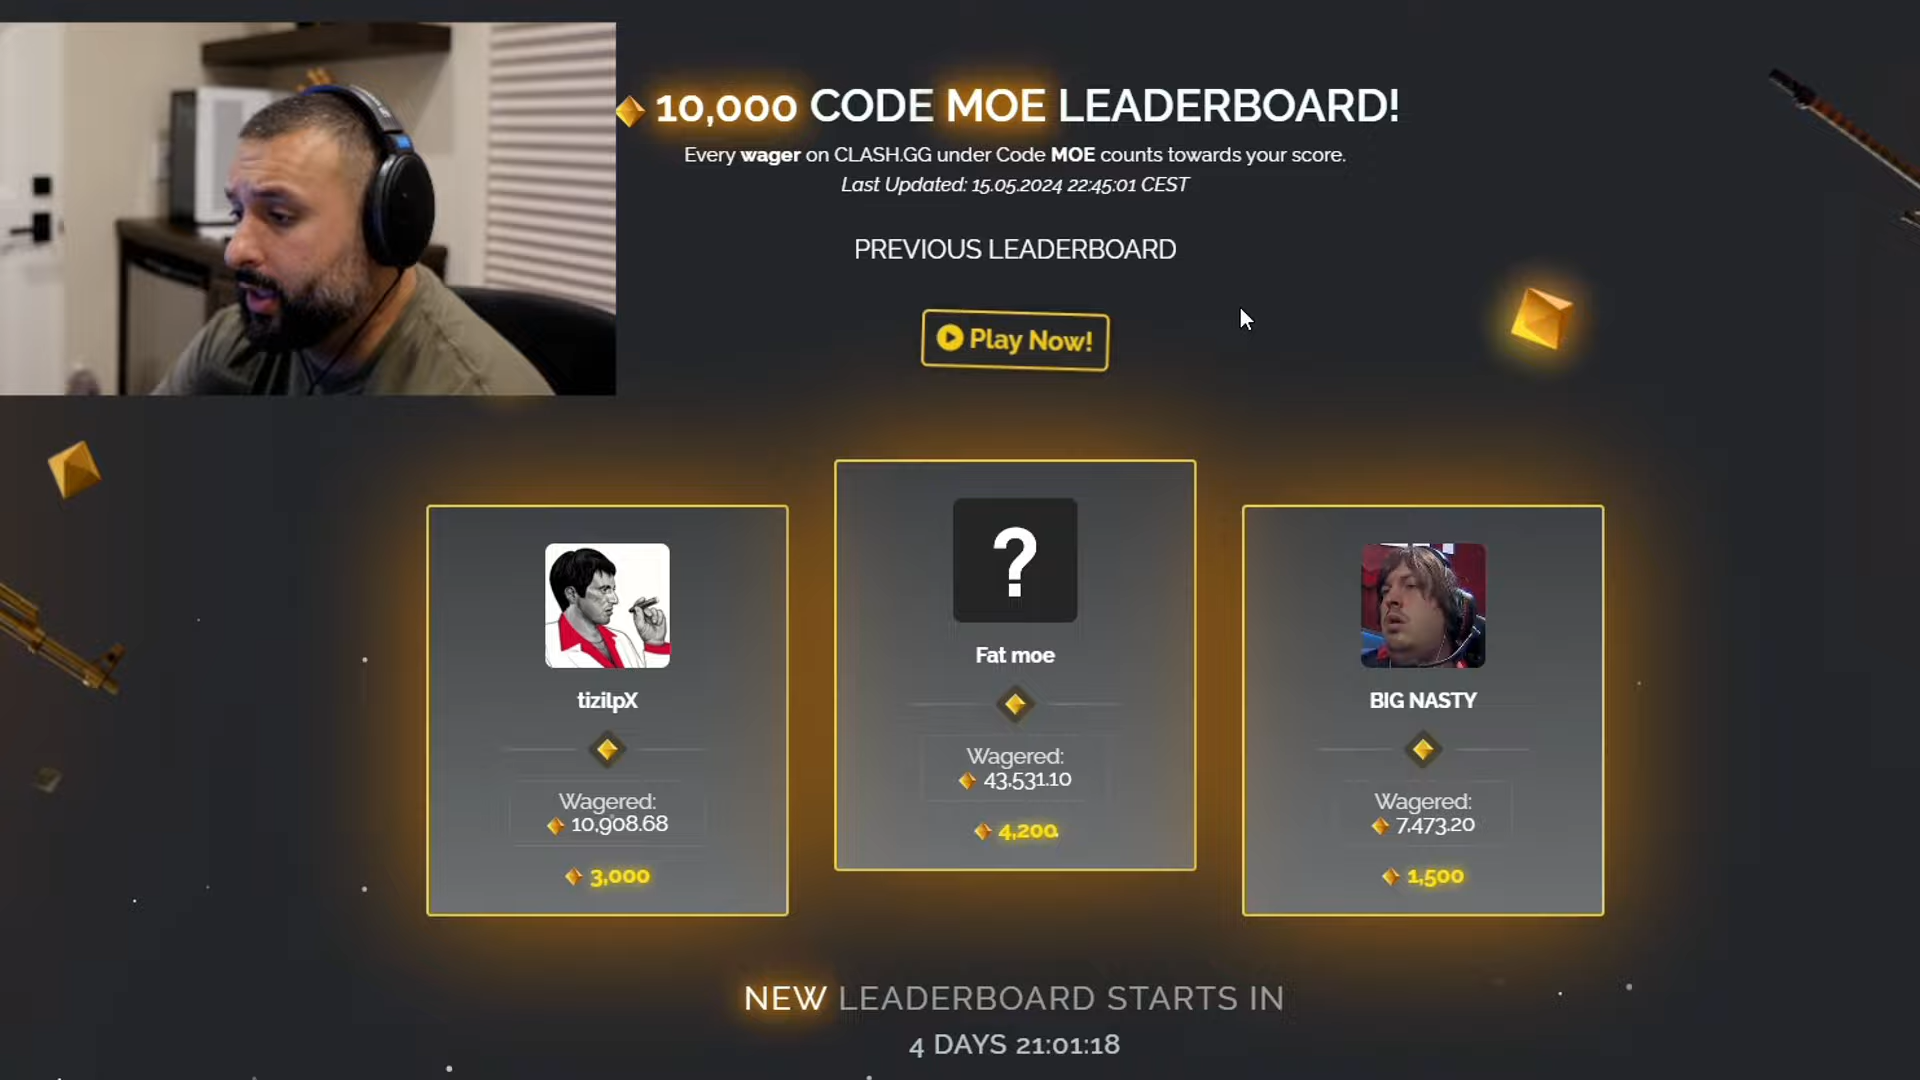 10,000 CODE MOE LEADERBOARD!
Every wager on CLASH.GG under Code MOE counts towards your score.
Last Updated: 15.05.2024 22:45:01 CEST
PREVIOUS LEADERBOARD
Play Now!
tizilpX
Wagered:
10,908.68
3,000
?
Fat moe
Wagered:
43,531.10
4,200
BIG NASTY
Wagered:
7,473.20
1,500
NEW LEADERBOARD STARTS IN
4 DAYS 21:01:18